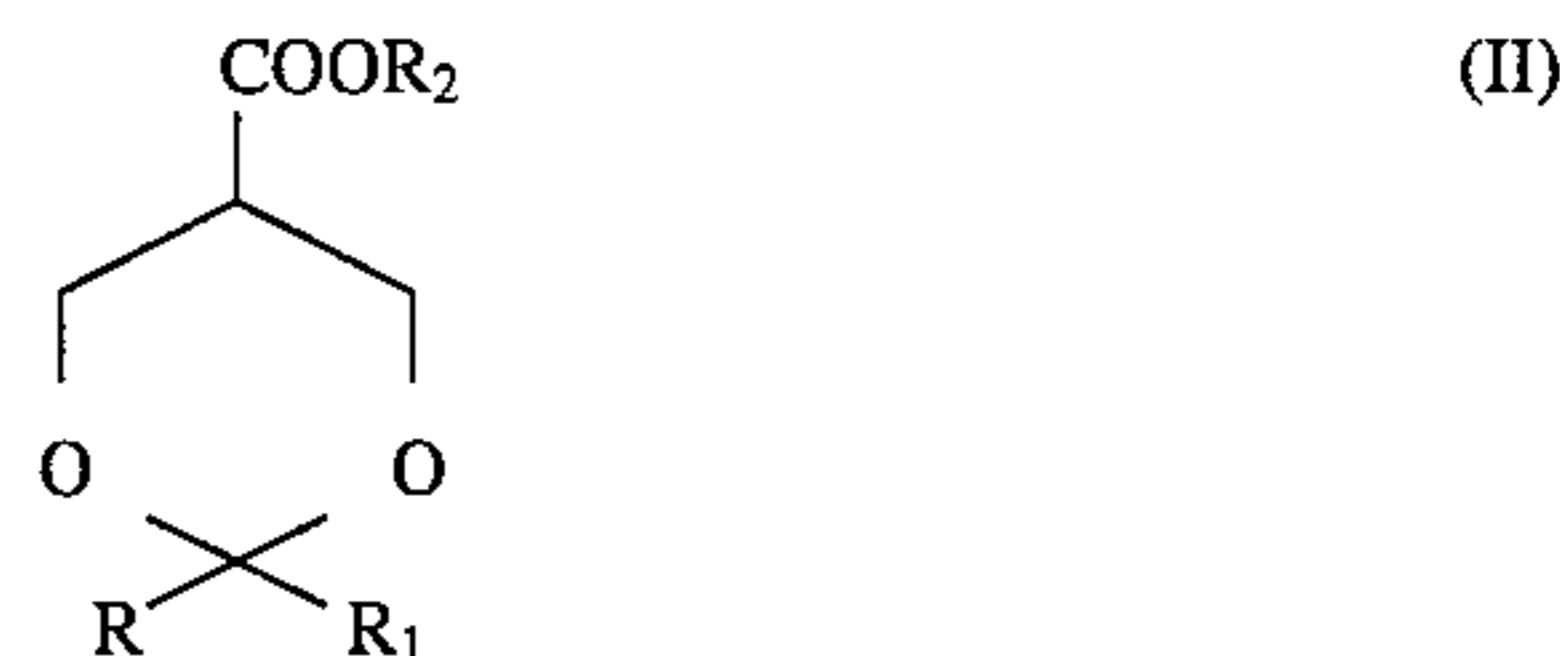 COOR₂ (II)
O O
R R₁